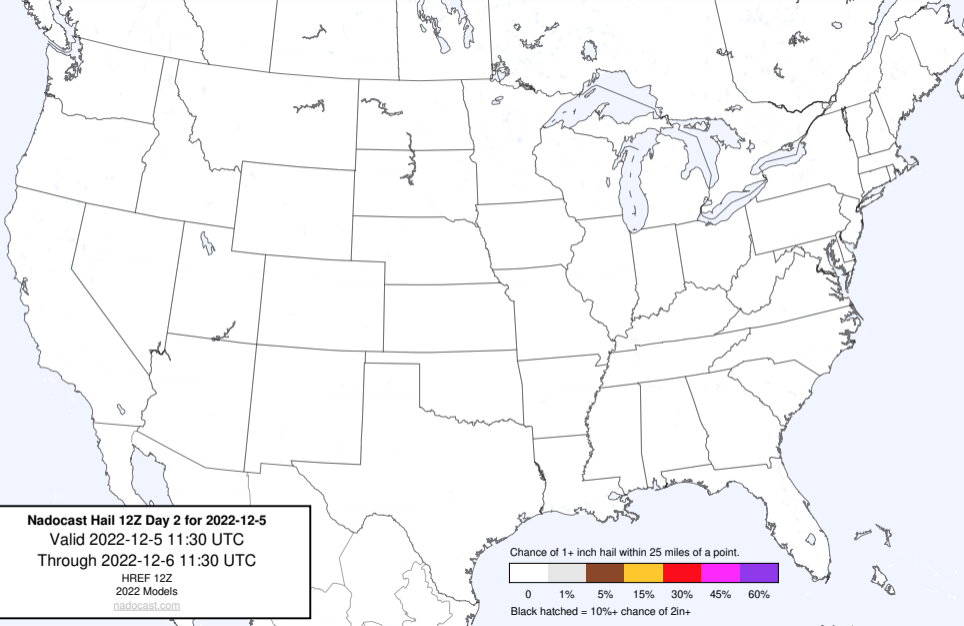 Nadocast Hail 12Z Day 2 for 2022-12-5
Valid 2022-12-5 11:30 UTC
Through 2022-12-6 11:30 UTC
HREF 12Z
2022 Models
nadocast.com
Chance of 1+ inch hail within 25 miles of a point.
0 1% 5% 15% 30% 45% 60%
Black hatched = 10%+ chance of 2in+